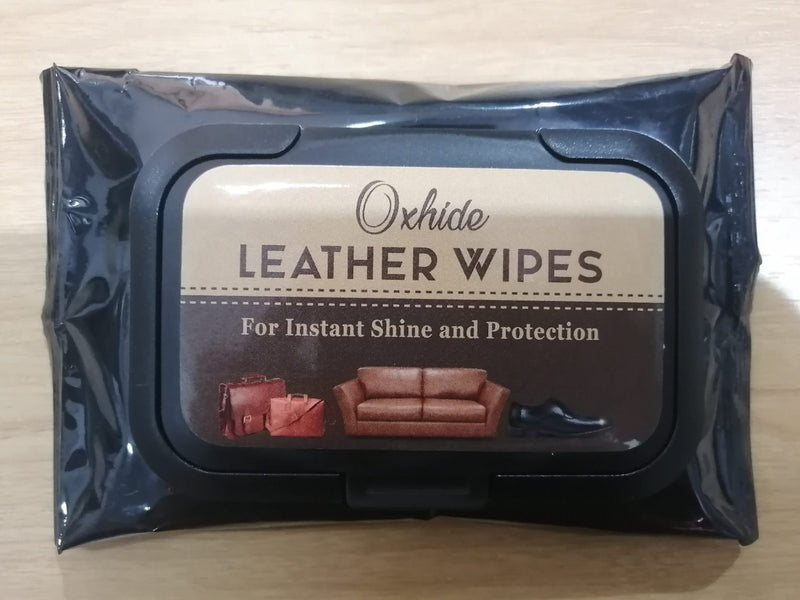 Oxhide
LEATHER WIPES
For Instant Shine and Protection